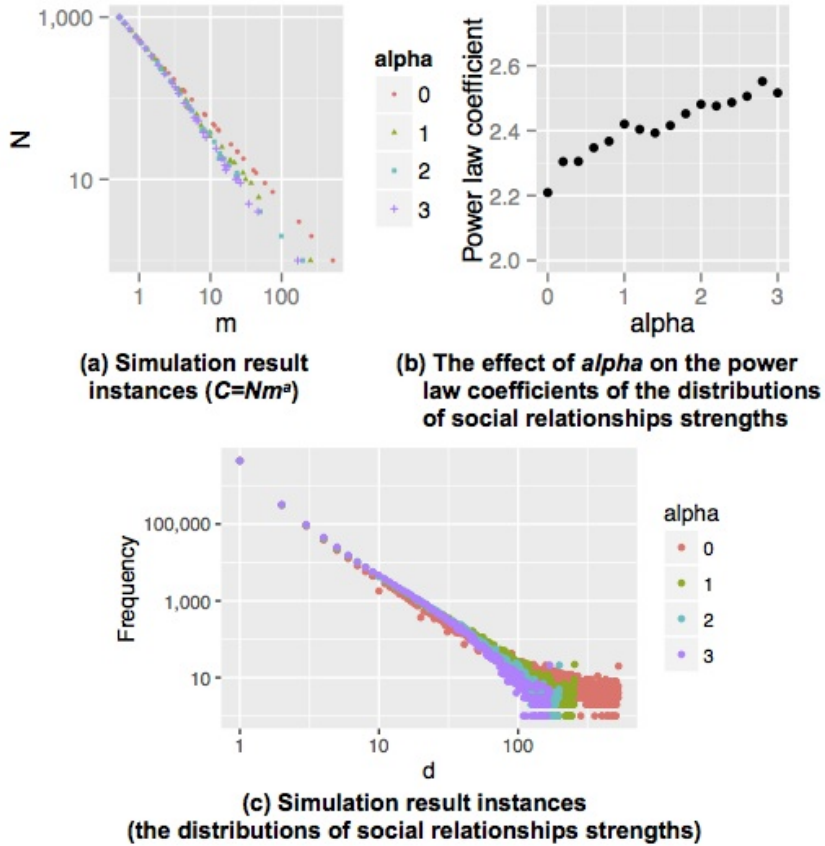 1,000
10
N
1
10
100
m
alpha
0
1
2
3
2.6
2.4
2.2
2.0
Power law coefficient
0
1
2
3
alpha
(a) Simulation result
instances (C=Nmᵃ)
(b) The effect of alpha on the power
law coefficients of the distributions
of social relationships strengths
100,000
1,000
10
Frequency
1
10
100
d
alpha
0
1
2
3
(c) Simulation result instances
(the distributions of social relationships strengths)